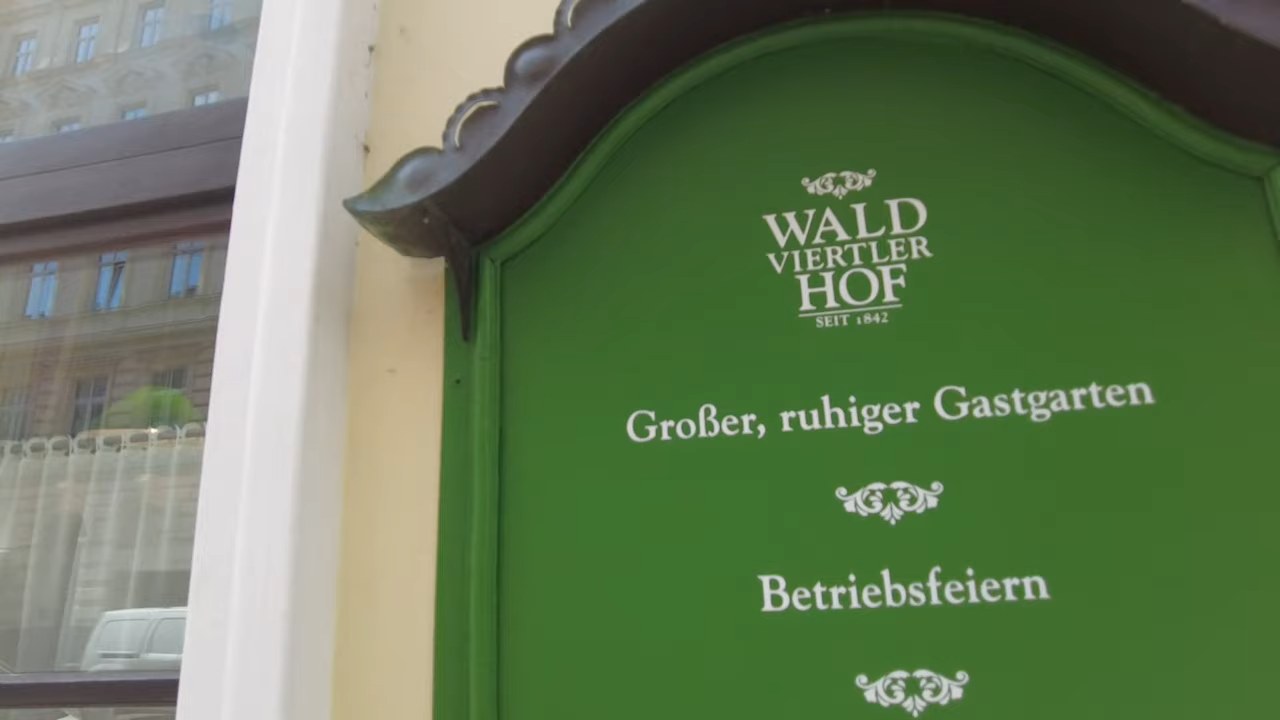 WALD
VIERTLER
HOF
SEIT 1842
Großer, ruhiger Gastgarten
Betriebsfeiern